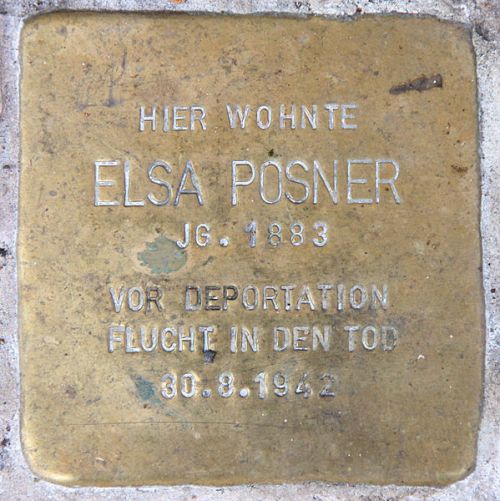 HIER WOHNTE
ELSA POSNER
JG. 1883
VOR DEPORTATION
FLUCHT IN DEN TOD
30.8.1942